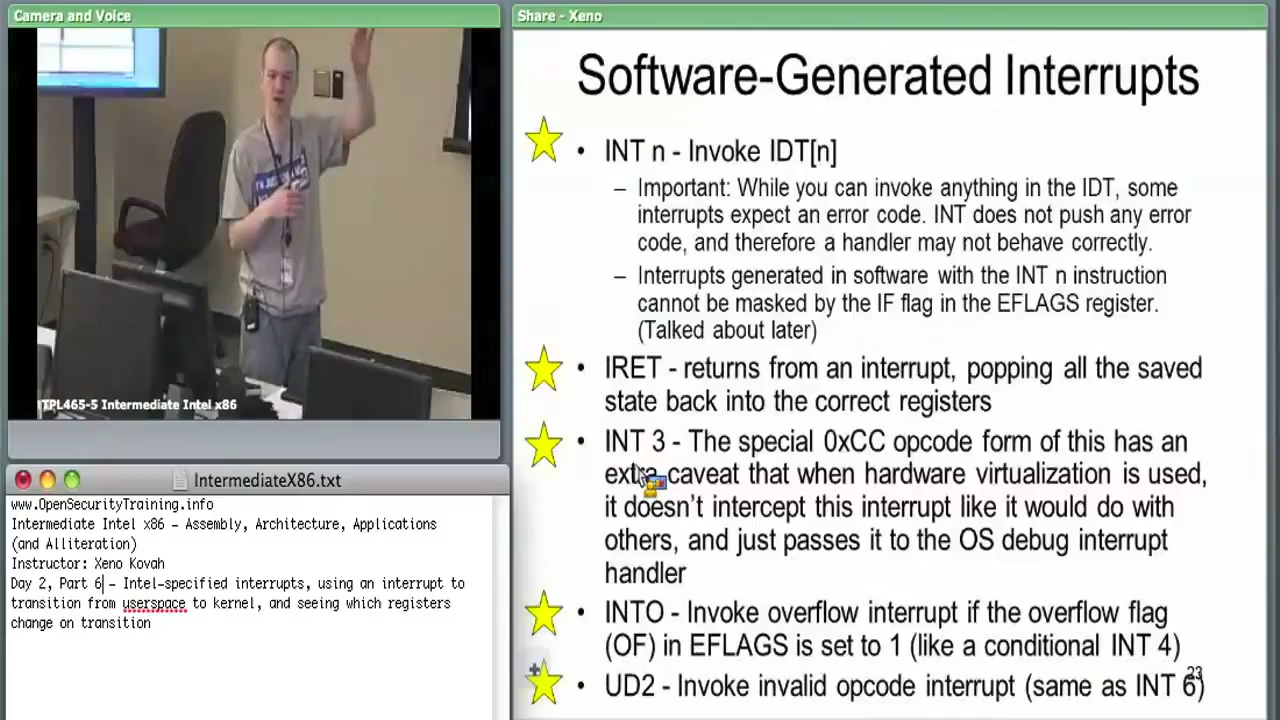 Camera and Voice
TPL465-5 Intermediate Intel x86
IntermediateX86.txt
www.OpenSecurityTraining.info
Intermediate Intel x86 – Assembly, Architecture, Applications
(and Alliteration)
Instructor: Xeno Kovah
Day 2, Part 6 – Intel-specified interrupts, using an interrupt to
transition from userspace to kernel, and seeing which registers
change on transition
Share - Xeno
Software-Generated Interrupts
• INT n - Invoke IDT[n]
– Important: While you can invoke anything in the IDT, some
interrupts expect an error code. INT does not push any error
code, and therefore a handler may not behave correctly.
– Interrupts generated in software with the INT n instruction
cannot be masked by the IF flag in the EFLAGS register.
(Talked about later)
• IRET - returns from an interrupt, popping all the saved
state back into the correct registers
• INT 3 - The special 0xCC opcode form of this has an
extra caveat that when hardware virtualization is used,
it doesn't intercept this interrupt like it would do with
others, and just passes it to the OS debug interrupt
handler
• INTO - Invoke overflow interrupt if the overflow flag
(OF) in EFLAGS is set to 1 (like a conditional INT 4)
• UD2 - Invoke invalid opcode interrupt (same as INT 6)
23